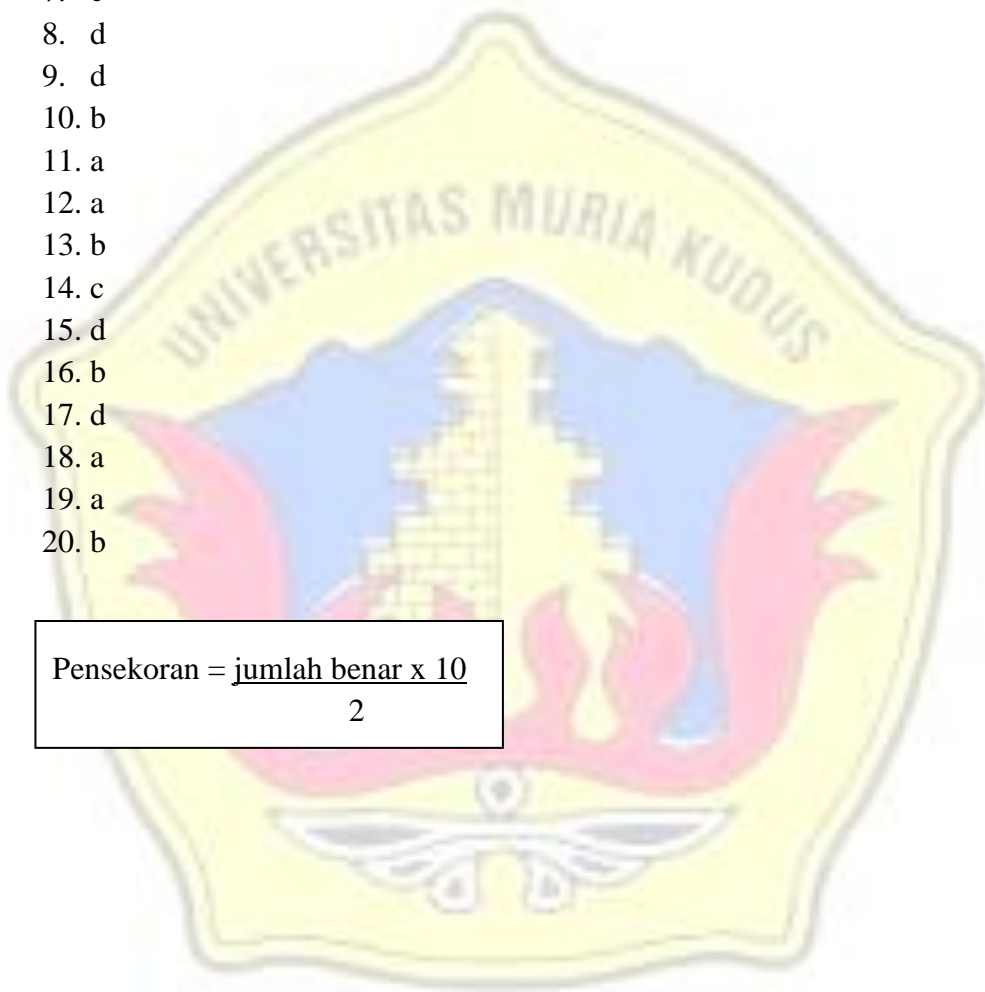 8. d
9. d
10. b
11. a
12. a
13. b
14. c
15. d
16. b
17. d
18. a
19. a
20. b
UNIVERSITAS MURIA KUDUS
Pensekoran = jumlah benar x 10
2